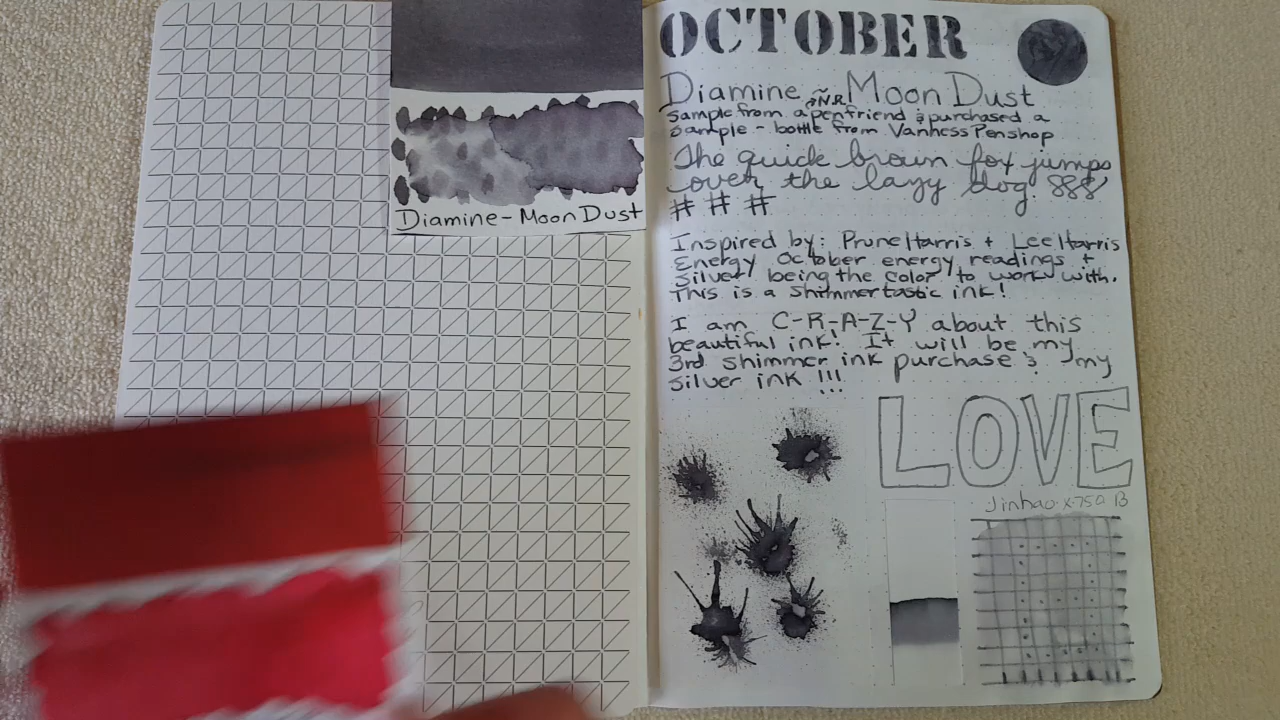 Diamine - Moon Dust
OCTOBER
Diamine Moon Dust
Sample from a penfriend & purchased a
sample - bottle from Vanness Penshop
The quick brown fox jumps
over the lazy dog. 888
# # #
Inspired by: Prune Harris + Lee Harris
Energy October energy readings +
silver being the color to work with.
This is a shimmertastic ink!
I am C-R-A-Z-Y about this
beautiful ink! It will be my
3rd shimmer ink purchase & my
silver ink !!!
LOVE
Jinhao-X-750 B